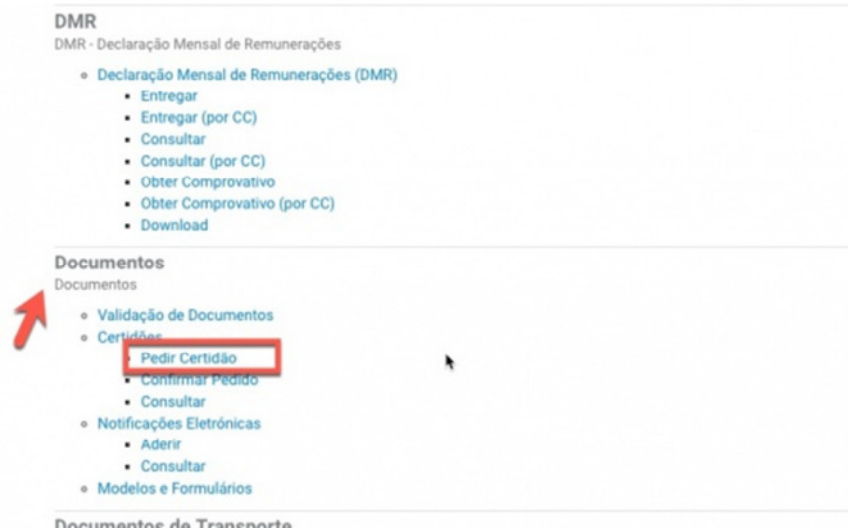 DMR
DMR - Declaração Mensal de Remunerações
Declaração Mensal de Remunerações (DMR)
Entregar
Entregar (por CC)
Consultar
Consultar (por CC)
Obter Comprovativo
Obter Comprovativo (por CC)
Download
Documentos
Documentos
Validação de Documentos
Certidões
Pedir Certidão
Confirmar Pedido
Consultar
Notificações Eletrónicas
Aderir
Consultar
Modelos e Formulários
Documentos de Transporte